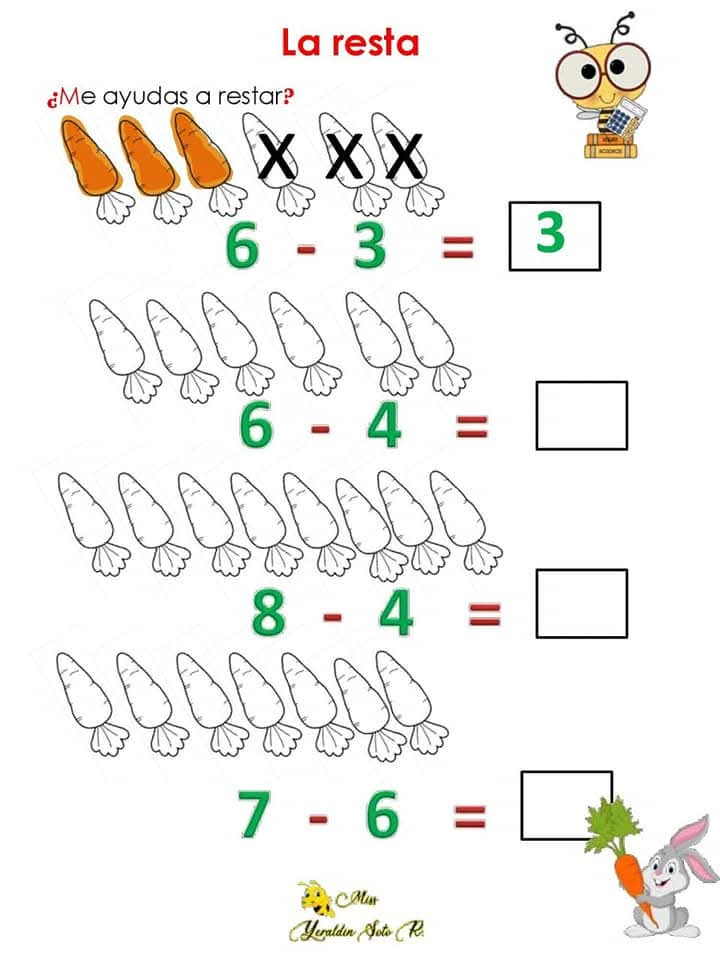 La resta
¿Me ayudas a restar?
X X X
6 - 3 = 3
6 - 4 =
8 - 4 =
7 - 6 =
Miss
Yeraldin Soto R.